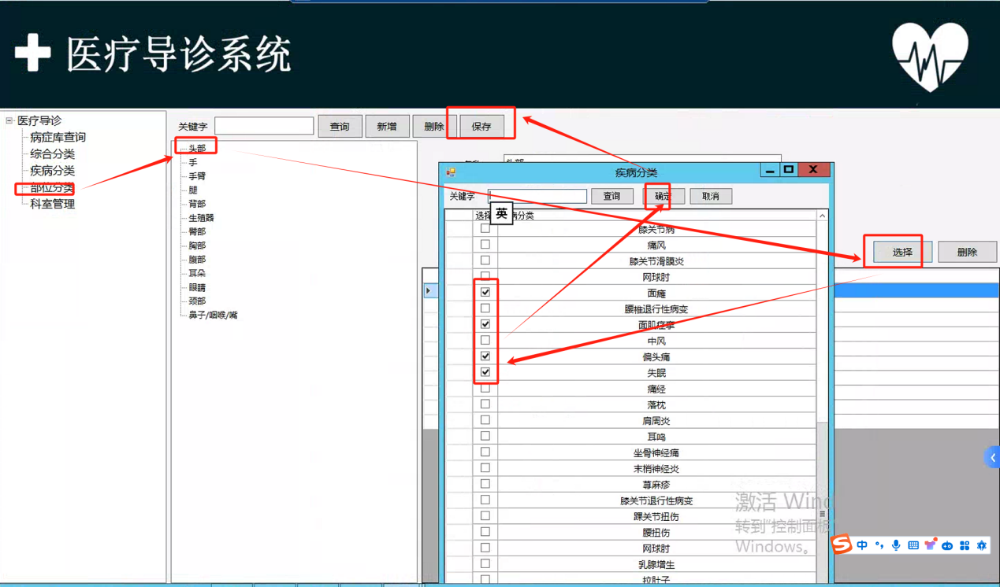 医疗导诊系统
医疗导诊
病症库查询
综合分类
疾病分类
部位分类
科室管理
关键字
查询
新增
删除
保存
头部
手
手臂
腿
背部
生殖器
臀部
胸部
腹部
耳朵
眼睛
颈部
鼻子/咽喉/嘴
头部
选择
删除
疾病分类
关键字
查询
确定
取消
选择
病分类
英
膝关节病
痛风
膝关节滑膜炎
网球肘
面瘫
腰椎退行性病变
面肌痉挛
中风
偏头痛
失眠
痛经
落枕
肩周炎
耳鸣
坐骨神经痛
末梢神经炎
荨麻疹
膝关节退行性病变
踝关节扭伤
腰扭伤
网球肘
乳腺增生
拉肚子
激活 Wind
转到"控制面板
Windows。
中